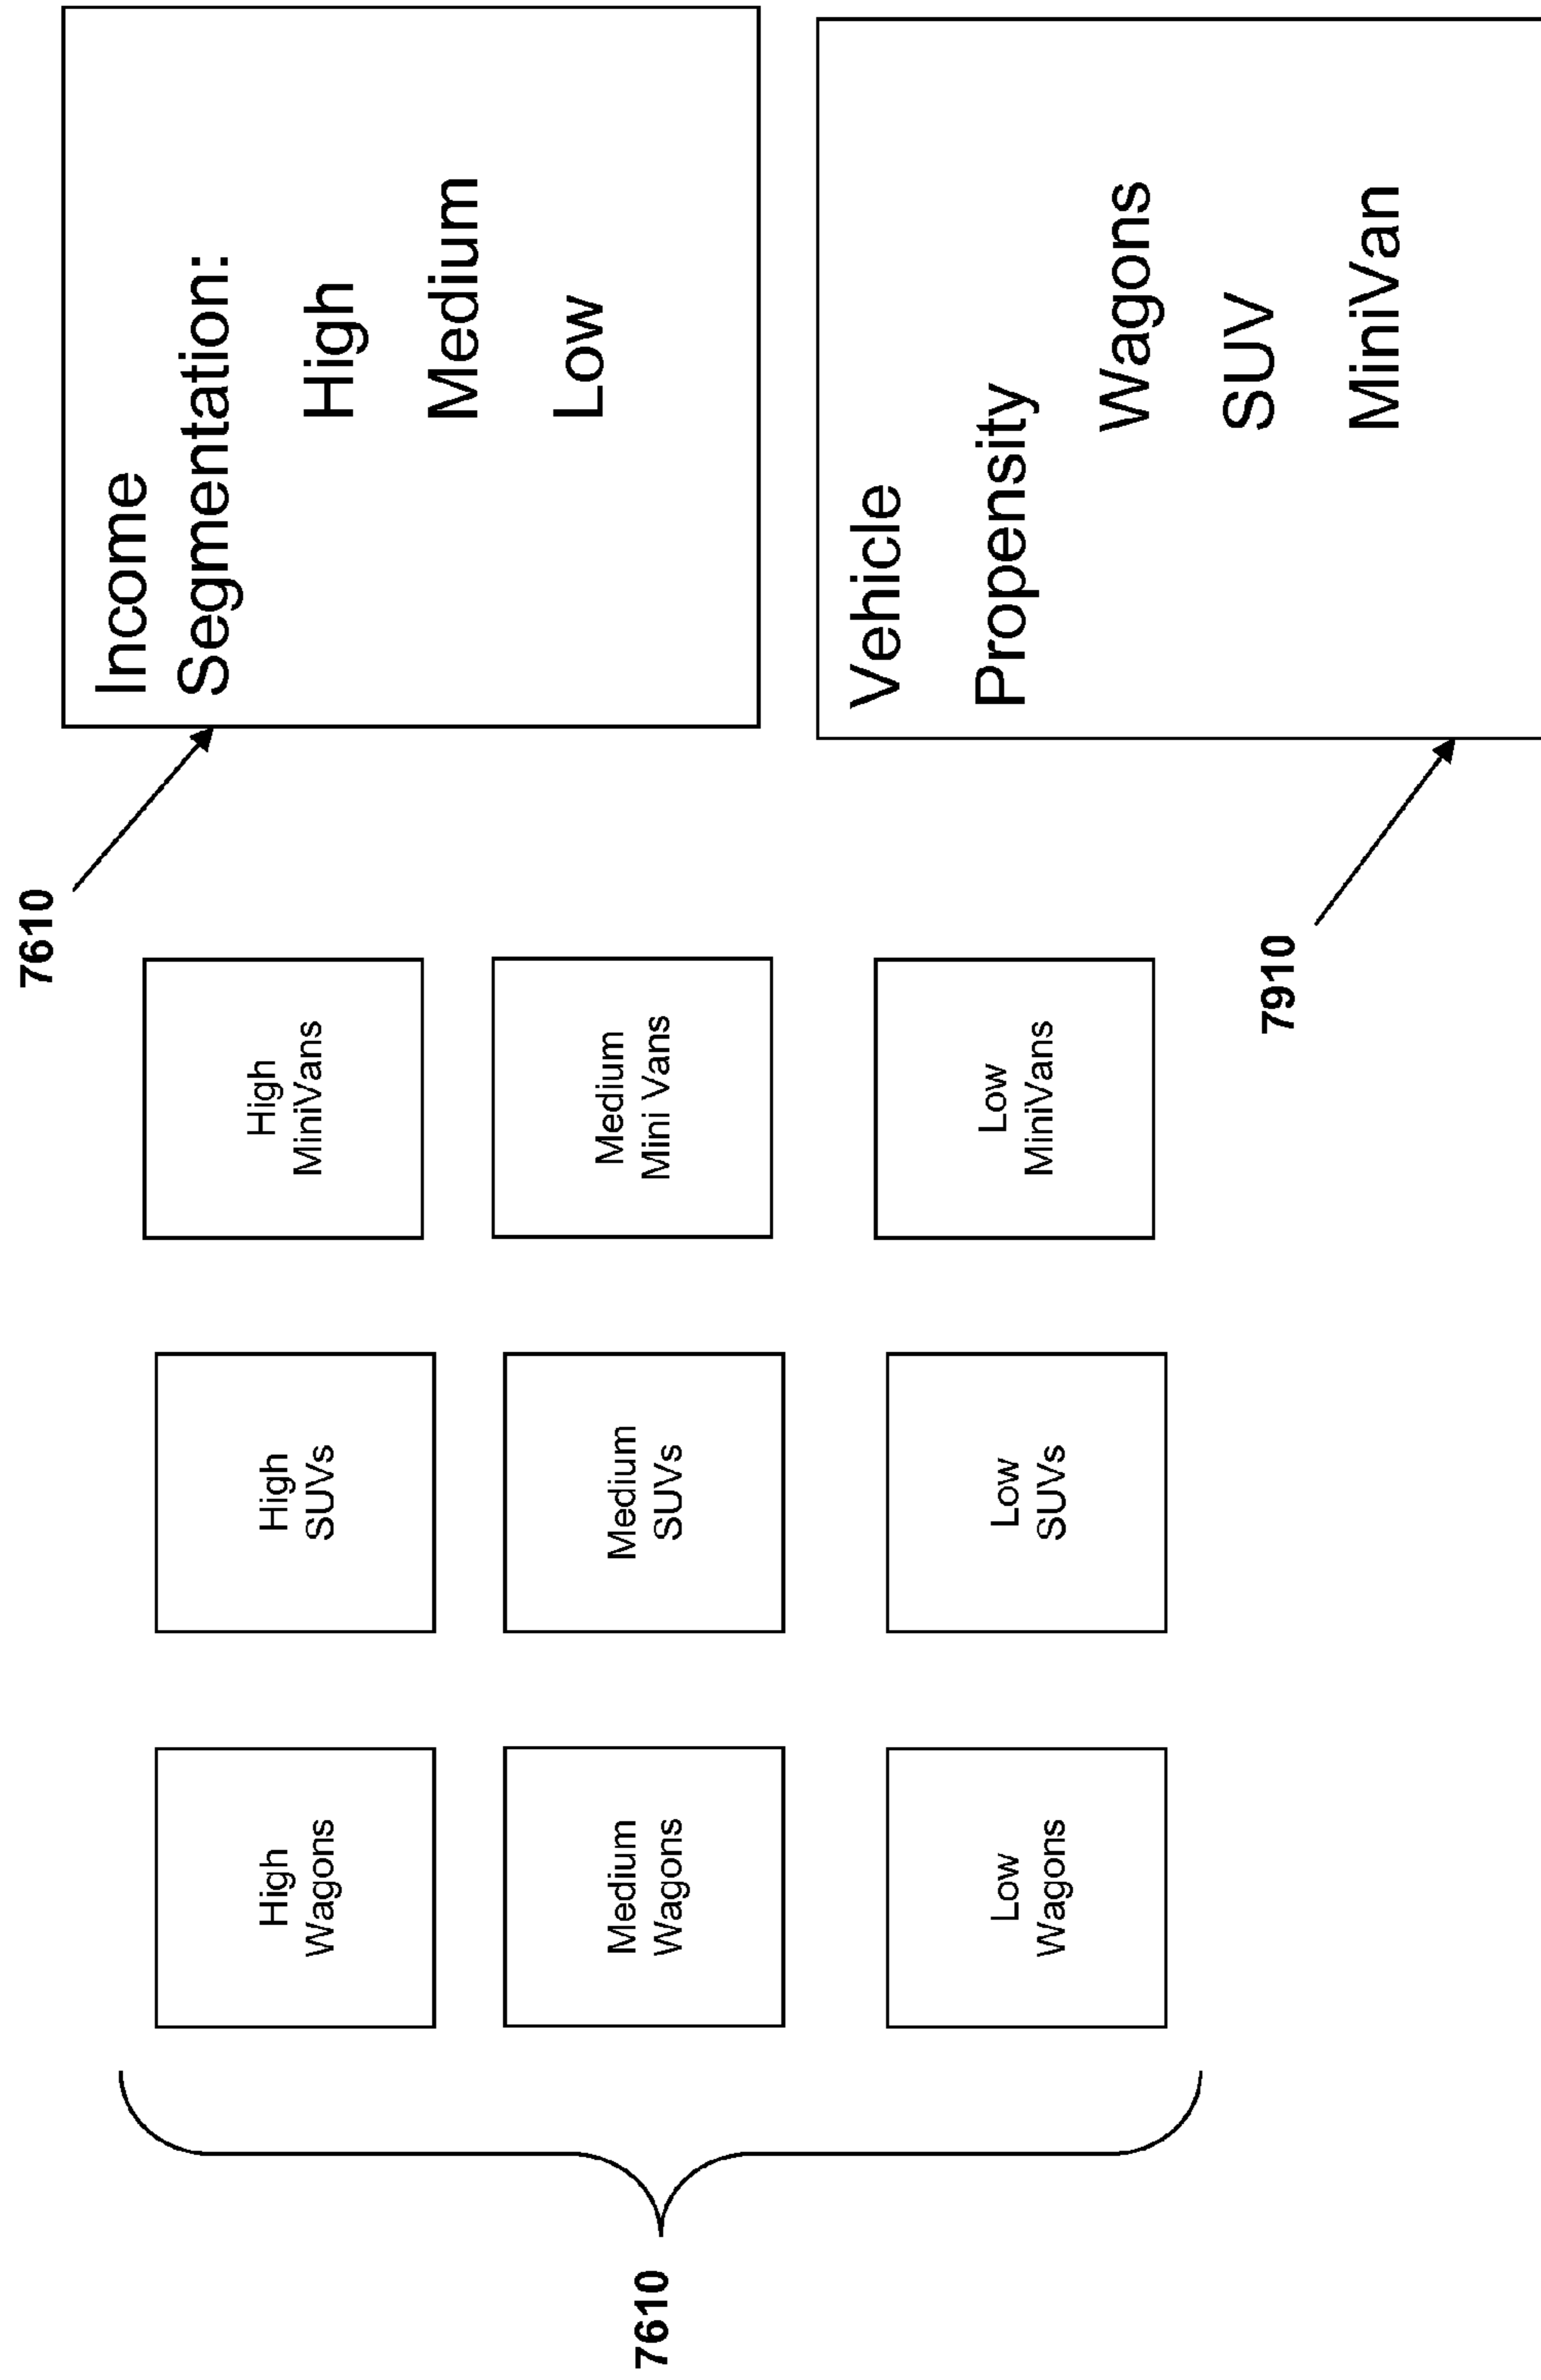 7610
High
Wagons
High
SUVs
High
MiniVans
Medium
Wagons
Medium
SUVs
Medium
Mini Vans
Low
Wagons
Low
SUVs
Low
MiniVans
7610
Income
Segmentation:
High
Medium
Low
7910
Vehicle
Propensity
Wagons
SUV
MiniVan